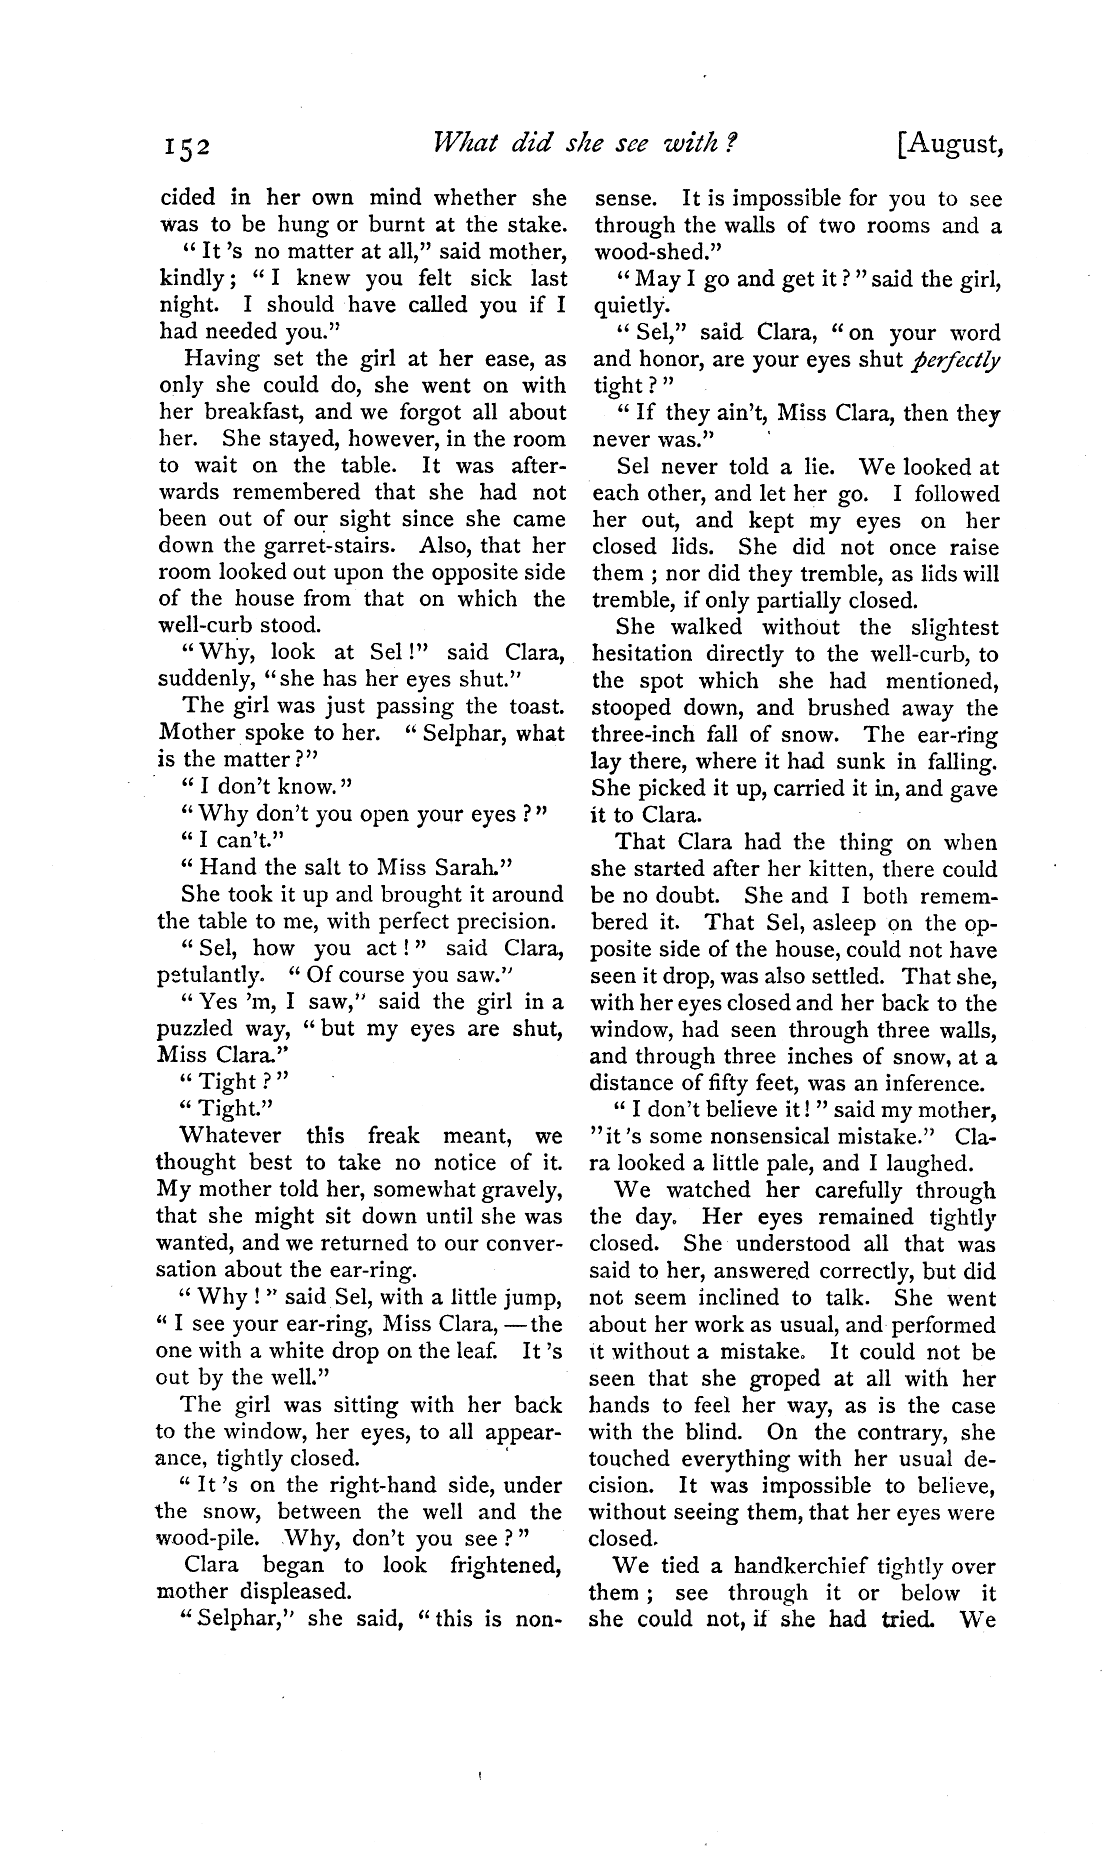 152 What did she see with? [August,
cided in her own mind whether she
was to be hung or burnt at the stake.
"It's no matter at all," said mother,
kindly; "I knew you felt sick last
night. I should have called you if I
had needed you."
Having set the girl at her ease, as
only she could do, she went on with
her breakfast, and we forgot all about
her. She stayed, however, in the room
to wait on the table. It was after-
wards remembered that she had not
been out of our sight since she came
down the garret-stairs. Also, that her
room looked out upon the opposite side
of the house from that on which the
well-curb stood.
"Why, look at Sel!" said Clara,
suddenly, "she has her eyes shut."
The girl was just passing the toast.
Mother spoke to her. "Selphar, what
is the matter?"
"I don't know."
"Why don't you open your eyes?"
"I can't."
"Hand the salt to Miss Sarah."
She took it up and brought it around
the table to me, with perfect precision.
"Sel, how you act!" said Clara,
petulantly. "Of course you saw."
"Yes 'm, I saw," said the girl in a
puzzled way, "but my eyes are shut,
Miss Clara."
"Tight?"
"Tight."
Whatever this freak meant, we
thought best to take no notice of it.
My mother told her, somewhat gravely,
that she might sit down until she was
wanted, and we returned to our conver-
sation about the ear-ring.
"Why!" said Sel, with a little jump,
"I see your ear-ring, Miss Clara,—the
one with a white drop on the leaf. It's
out by the well."
The girl was sitting with her back
to the window, her eyes, to all appear-
ance, tightly closed.
"It's on the right-hand side, under
the snow, between the well and the
wood-pile. Why, don't you see?"
Clara began to look frightened,
mother displeased.
"Selphar," she said, "this is non-
sense. It is impossible for you to see
through the walls of two rooms and a
wood-shed."
"May I go and get it?" said the girl,
quietly.
"Sel," said Clara, "on your word
and honor, are your eyes shut perfectly
tight?"
"If they ain't, Miss Clara, then they
never was."
Sel never told a lie. We looked at
each other, and let her go. I followed
her out, and kept my eyes on her
closed lids. She did not once raise
them; nor did they tremble, as lids will
tremble, if only partially closed.
She walked without the slightest
hesitation directly to the well-curb, to
the spot which she had mentioned,
stooped down, and brushed away the
three-inch fall of snow. The ear-ring
lay there, where it had sunk in falling.
She picked it up, carried it in, and gave
it to Clara.
That Clara had the thing on when
she started after her kitten, there could
be no doubt. She and I both remem-
bered it. That Sel, asleep on the op-
posite side of the house, could not have
seen it drop, was also settled. That she,
with her eyes closed and her back to the
window, had seen through three walls,
and through three inches of snow, at a
distance of fifty feet, was an inference.
"I don't believe it!" said my mother,
"it's some nonsensical mistake." Cla-
ra looked a little pale, and I laughed.
We watched her carefully through
the day. Her eyes remained tightly
closed. She understood all that was
said to her, answered correctly, but did
not seem inclined to talk. She went
about her work as usual, and performed
it without a mistake. It could not be
seen that she groped at all with her
hands to feel her way, as is the case
with the blind. On the contrary, she
touched everything with her usual de-
cision. It was impossible to believe,
without seeing them, that her eyes were
closed.
We tied a handkerchief tightly over
them; see through it or below it
she could not, if she had tried. We